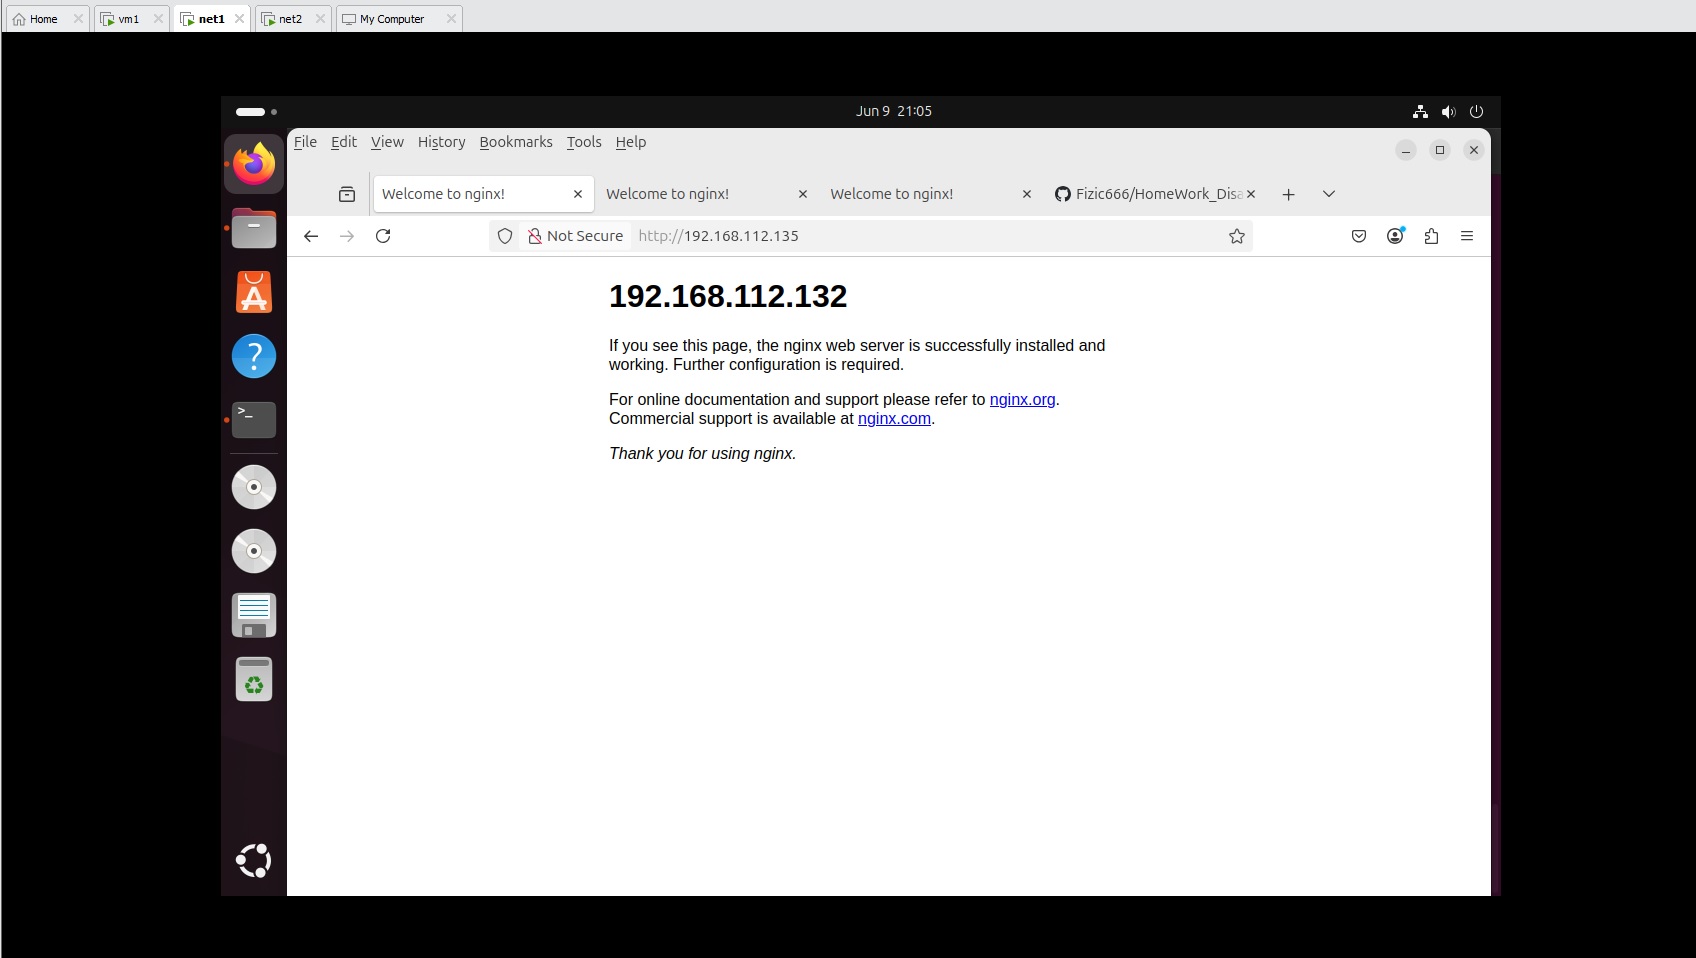 Home vm1 net1 net2 My Computer
Jun 9 21:05
File Edit View History Bookmarks Tools Help
Welcome to nginx! Welcome to nginx! Welcome to nginx! Fizic666/HomeWork_Disa
Not Secure http://192.168.112.135
192.168.112.132
If you see this page, the nginx web server is successfully installed and
working. Further configuration is required.
For online documentation and support please refer to nginx.org.
Commercial support is available at nginx.com.
Thank you for using nginx.